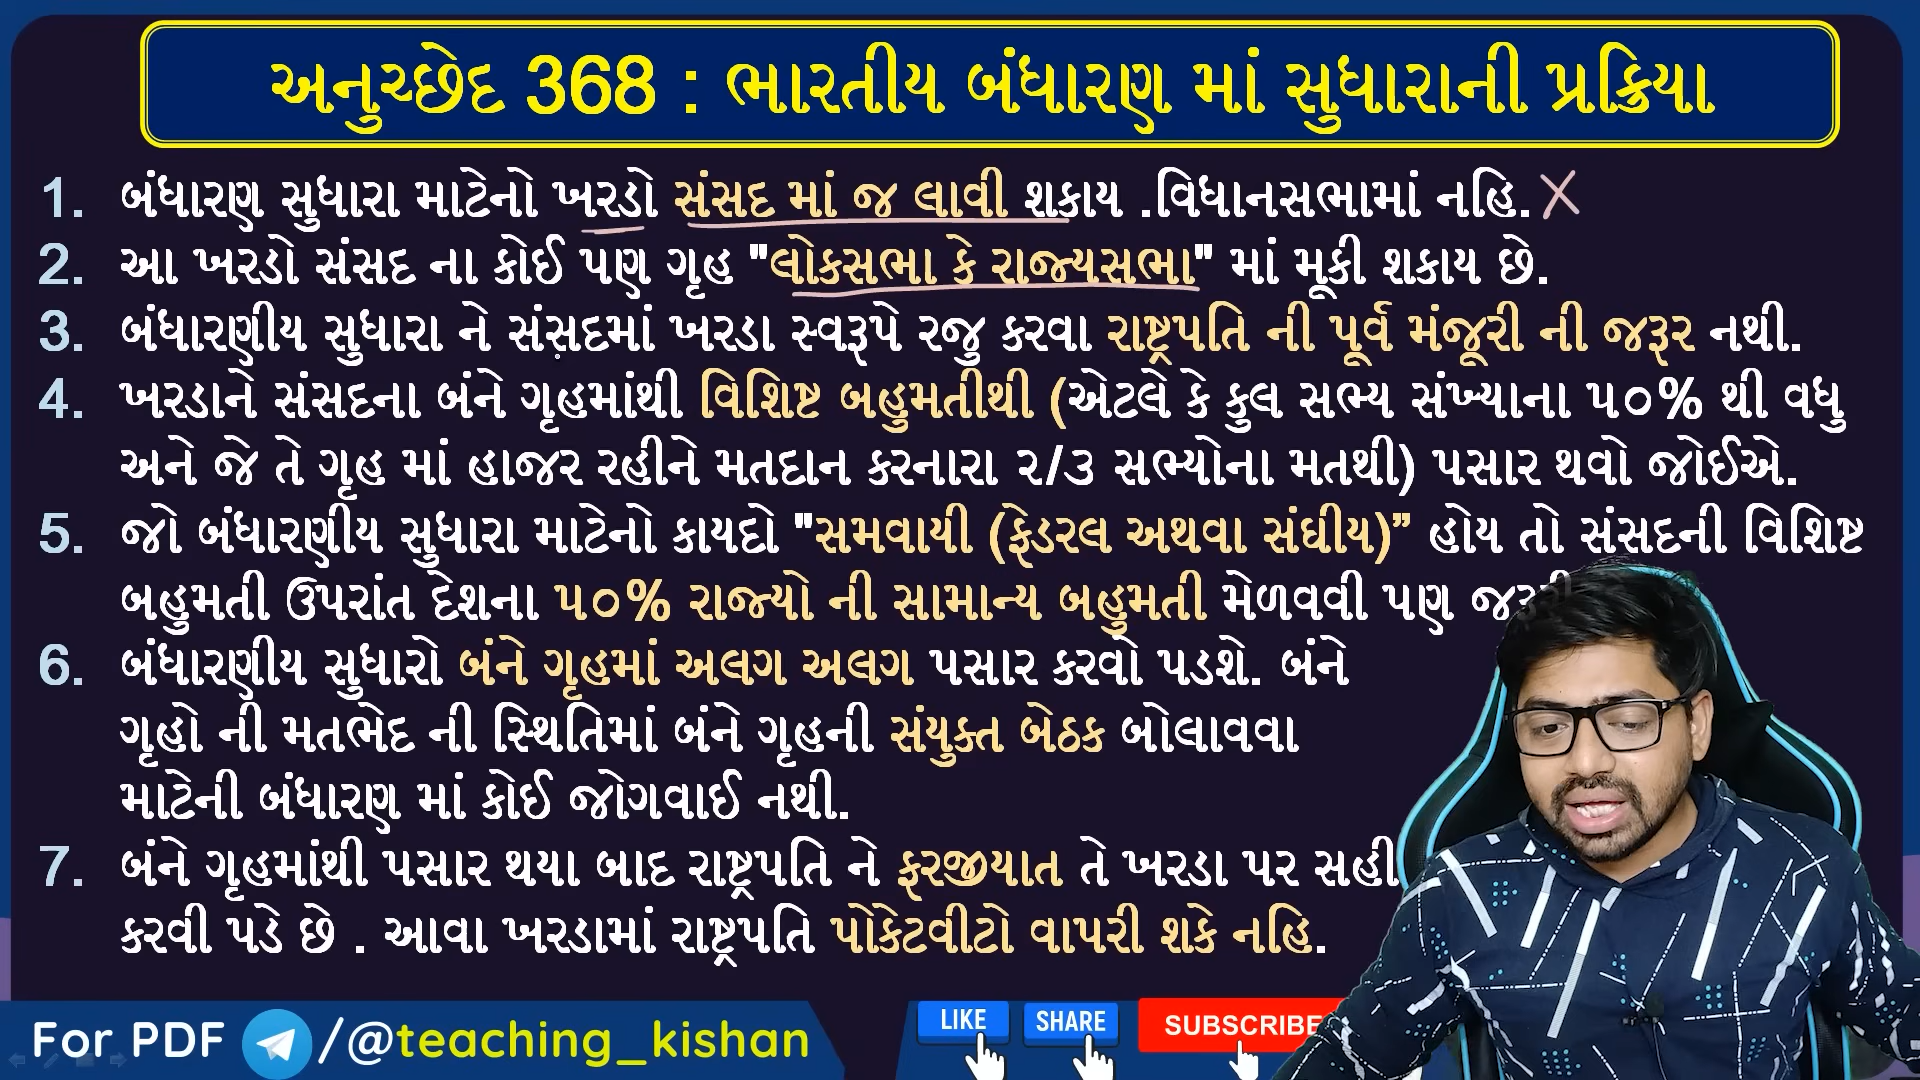 અનુચ્છેદ 368 : ભારતીય બંધારણ માં સુધારાની પ્રક્રિયા
1. બંધારણ સુધારા માટેનો ખરડો સંસદ માં જ લાવી શકાય .વિધાનસભામાં નહિ.
2. આ ખરડો સંસદ ના કોઈ પણ ગૃહ "લોકસભા કે રાજ્યસભા" માં મૂકી શકાય છે.
3. બંધારણીય સુધારા ને સંસદમાં ખરડા સ્વરૂપે રજુ કરવા રાષ્ટ્રપતિ ની પૂર્વ મંજૂરી ની જરૂર નથી.
4. ખરડાને સંસદના બંને ગૃહમાંથી વિશિષ્ટ બહુમતીથી (એટલે કે કુલ સભ્ય સંખ્યાના ૫૦% થી વધુ
અને જે તે ગૃહ માં હાજર રહીને મતદાન કરનારા ૨/૩ સભ્યોના મતથી) પસાર થવો જોઈએ.
5. જો બંધારણીય સુધારા માટેનો કાયદો "સમવાયી (ફેડરલ અથવા સંઘીય)” હોય તો સંસદની વિશિષ્ટ
બહુમતી ઉપરાંત દેશના ૫૦% રાજ્યો ની સામાન્ય બહુમતી મેળવવી પણ
6. બંધારણીય સુધારો બંને ગૃહમાં અલગ અલગ પસાર કરવો પડશે. બંને
ગૃહો ની મતભેદ ની સ્થિતિમાં બંને ગૃહની સંયુક્ત બેઠક બોલાવવા
માટેની બંધારણ માં કોઈ જોગવાઈ નથી.
7. બંને ગૃહમાંથી પસાર થયા બાદ રાષ્ટ્રપતિ ને ફરજીયાત તે ખરડા પર સહી
કરવી પડે છે . આવા ખરડામાં રાષ્ટ્રપતિ પોકેટવીટો વાપરી શકે નહિ.
For PDF /@teaching_kishan LIKE SHARE SUBSCRIBE